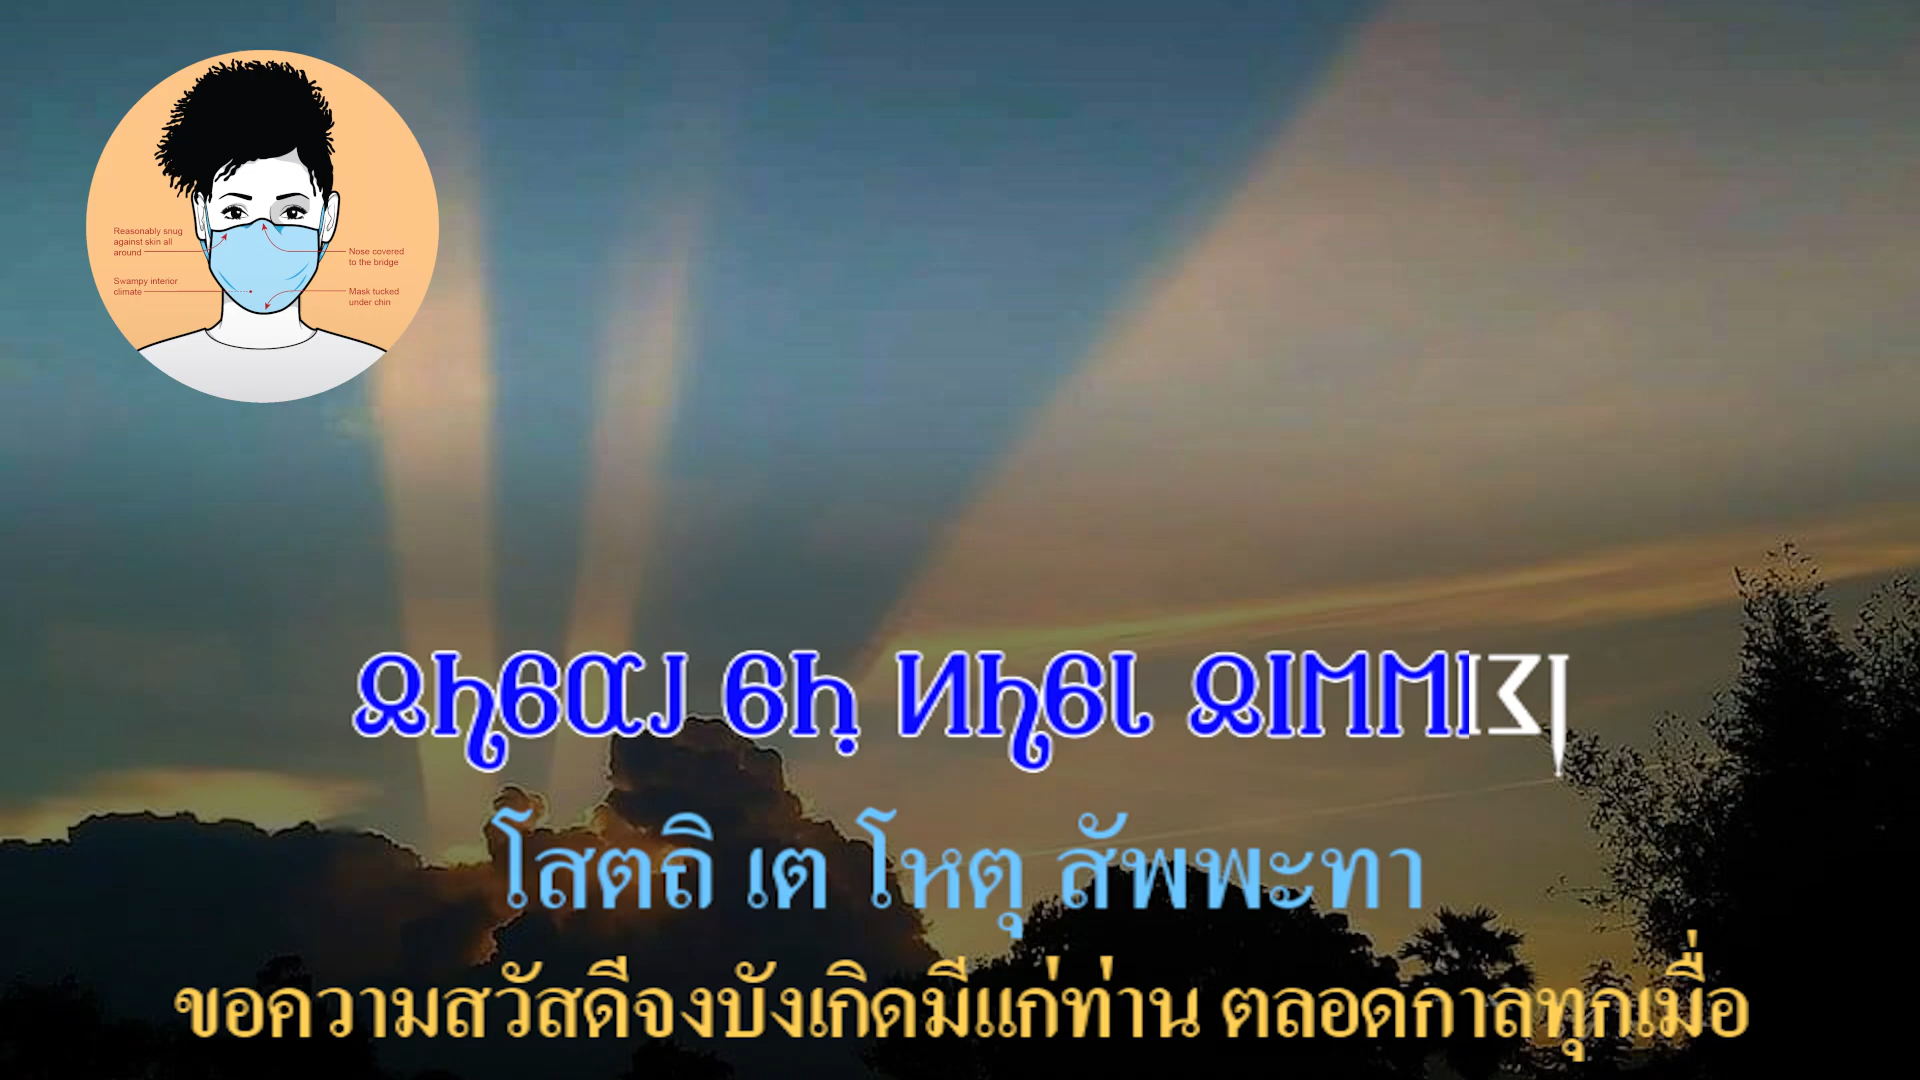 Reasonably snug
against skin all
around
Nose covered
to the bridge
Swampy interior
climate
Mask tucked
under chin
โสตถิ เต โหตุ สัพพะทา
ขอความสวัสดีจงบังเกิดมีแก่ท่าน ตลอดกาลทุกเมื่อ